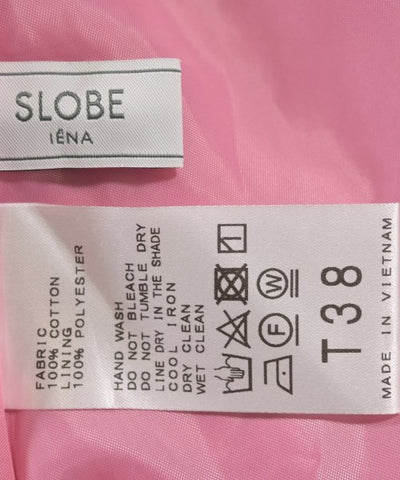 SLOBE
IÉNA
FABRIC
100% COTTON
LINING
100% POLYESTER
HAND WASH
DO NOT BLEACH
DO NOT TUMBLE DRY
LINE DRY IN THE SHADE
COOL IRON
DRY CLEAN
WET CLEAN
W
F
T38
MADE IN VIETNAM